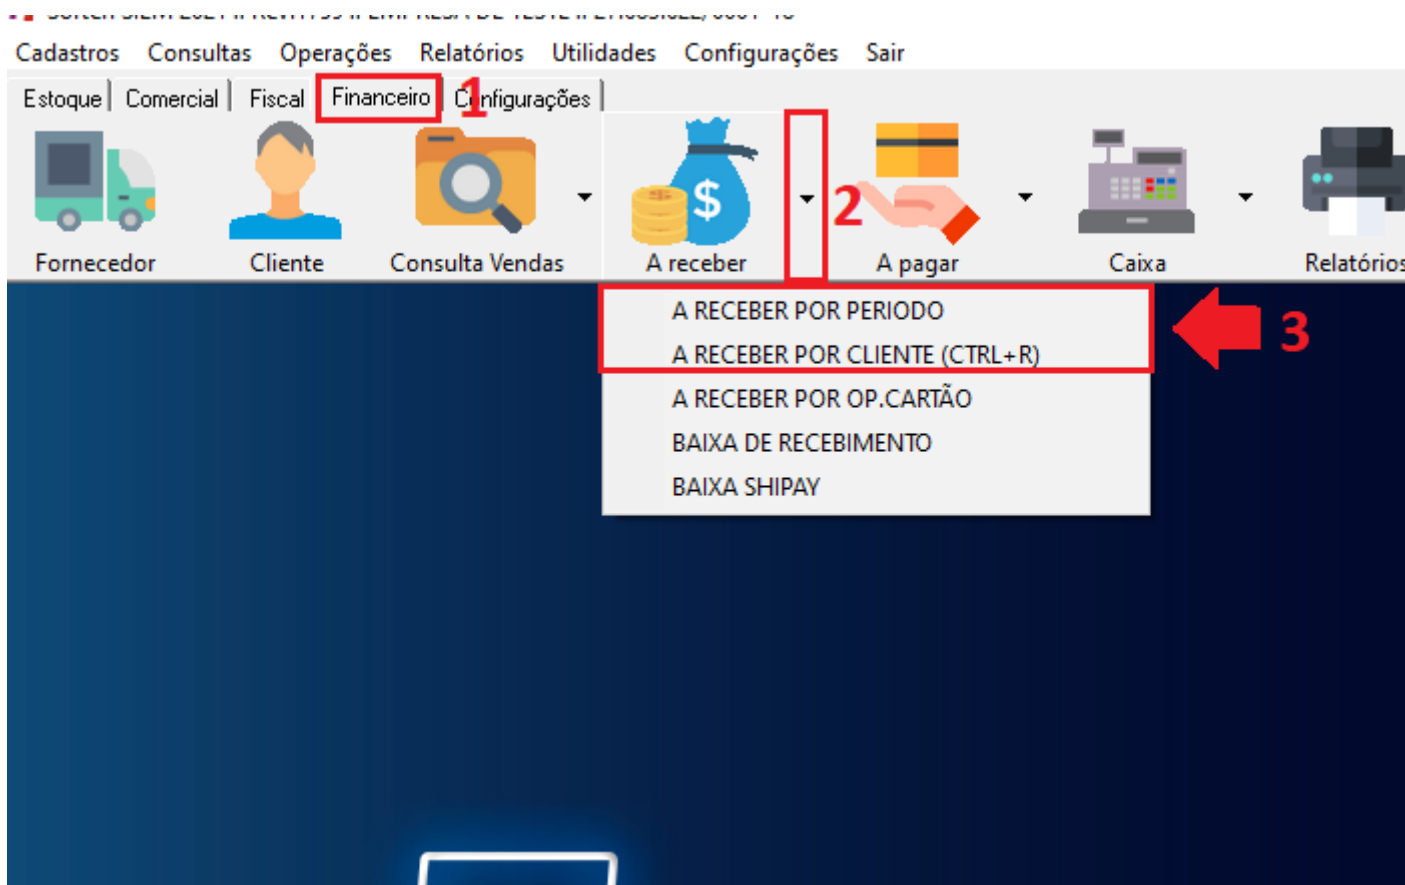 Cadastros Consultas Operações Relatórios Utilidades Configurações Sair
Estoque Comercial Fiscal Financeiro 1 Configurações
$ 2
Fornecedor Cliente Consulta Vendas A receber A pagar Caixa Relatórios
A RECEBER POR PERIODO
A RECEBER POR CLIENTE (CTRL+R) 3
A RECEBER POR OP.CARTÃO
BAIXA DE RECEBIMENTO
BAIXA SHIPAY